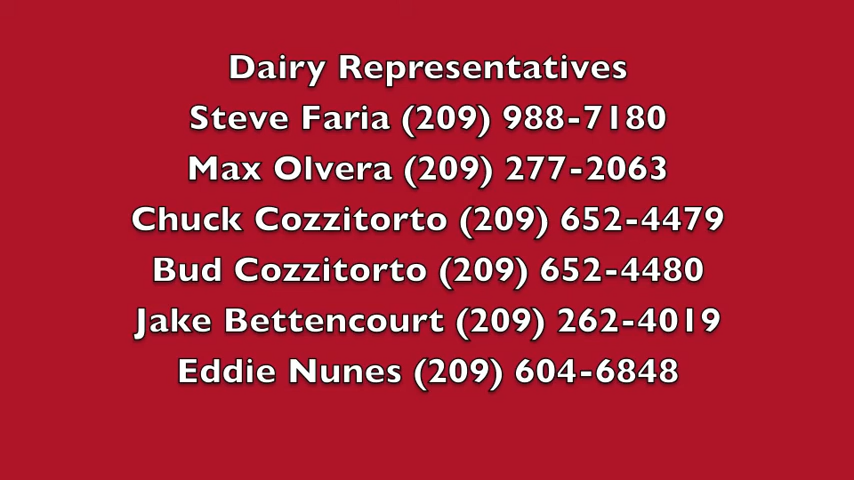 Dairy Representatives
Steve Faria (209) 988-7180
Max Olvera (209) 277-2063
Chuck Cozzitorto (209) 652-4479
Bud Cozzitorto (209) 652-4480
Jake Bettencourt (209) 262-4019
Eddie Nunes (209) 604-6848